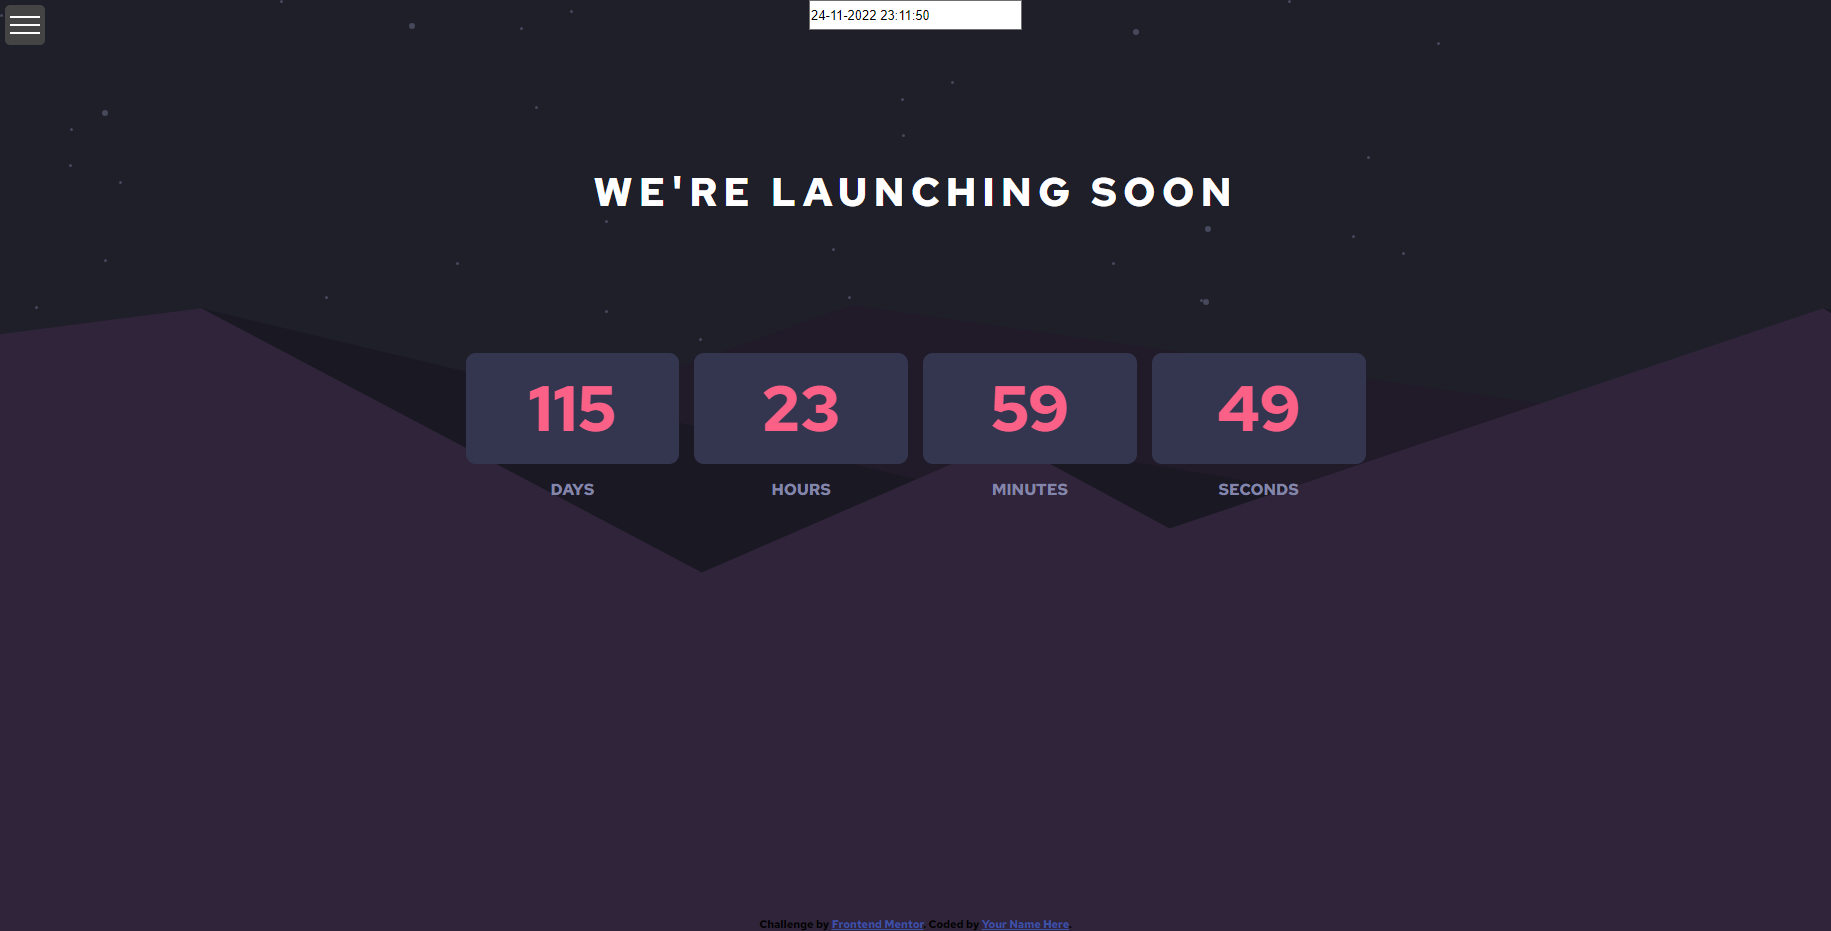 24-11-2022 23:11:50
WE'RE LAUNCHING SOON
115 23 59 49
DAYS HOURS MINUTES SECONDS
Challenge by Frontend Mentor. Coded by Your Name Here.